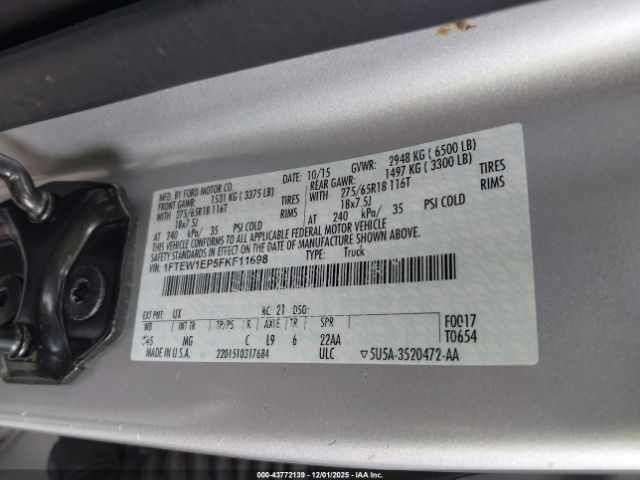 MFD. BY FORD MOTOR CO. DATE: 10/15 GVWR: 2948 KG ( 6500 LB)
FRONT GAWR: 1531 KG ( 3375 LB) REAR GAWR: 1497 KG ( 3300 LB)
WITH 275/65R18 116T TIRES WITH 275/65R18 116T TIRES
18x7.5J RIMS 18x7.5J RIMS
AT 240 kPa/ 35 PSI COLD AT 240 kPa/ 35 PSI COLD
THIS VEHICLE CONFORMS TO ALL APPLICABLE FEDERAL MOTOR VEHICLE
SAFETY STANDARDS IN EFFECT ON THE DATE OF MANUFACTURE SHOWN ABOVE.
VIN: 1FTEW1EP5FKF11698 TYPE: Truck
EXT PNT: UX RC: 21 DSO: F0017
WB INT TR TP/PS R AXLE TR SPR T0654
145 MG C L9 6 22AA
MADE IN U.S.A. 2201510317684 ULC ▽5U5A-3520472-AA
000-43772139 - 12/01/2025 - IAA Inc.